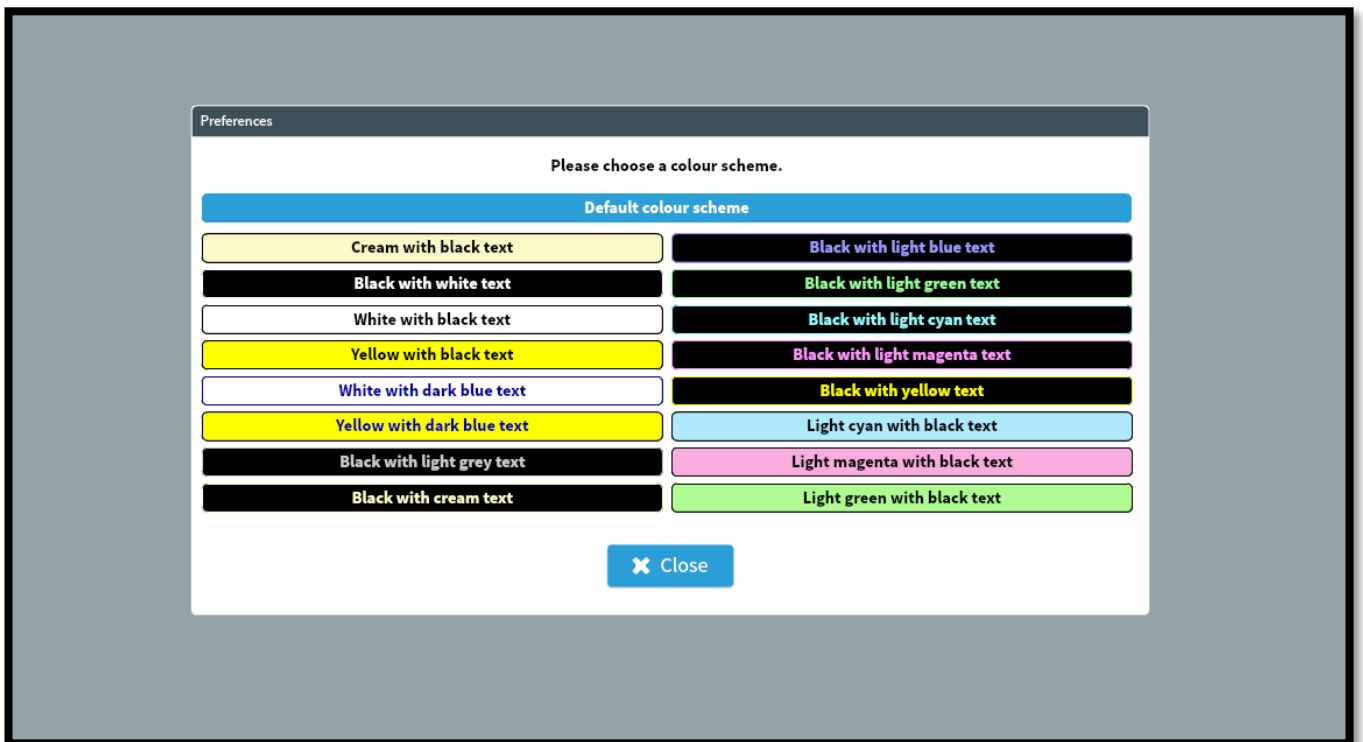 Preferences
Please choose a colour scheme.
Default colour scheme
Cream with black text
Black with light blue text
Black with white text
Black with light green text
White with black text
Black with light cyan text
Yellow with black text
Black with light magenta text
White with dark blue text
Black with yellow text
Yellow with dark blue text
Light cyan with black text
Black with light grey text
Light magenta with black text
Black with cream text
Light green with black text
Close